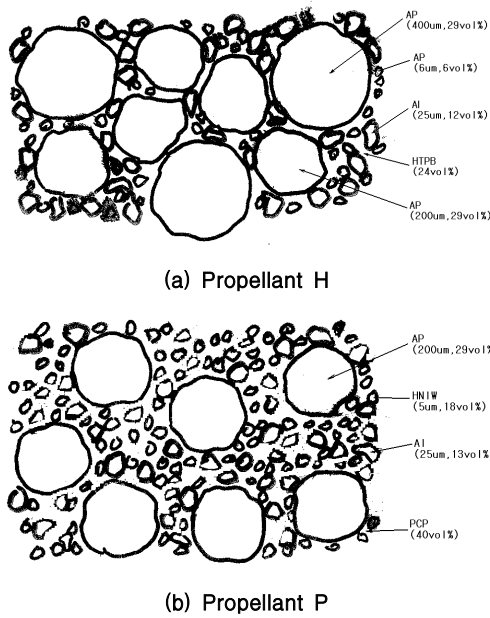 AP
(400um,29vol%)
AP
(6um,6vol%)
Al
(25um,12vol%)
HTPB
(24vol%)
AP
(200um,29vol%
(a) Propellant H
AP
(200um,29vol%
HNIW
(5um,18vol%)
Al
(25um,13vol%
PCP
(40vol%)
(b) Propellant P